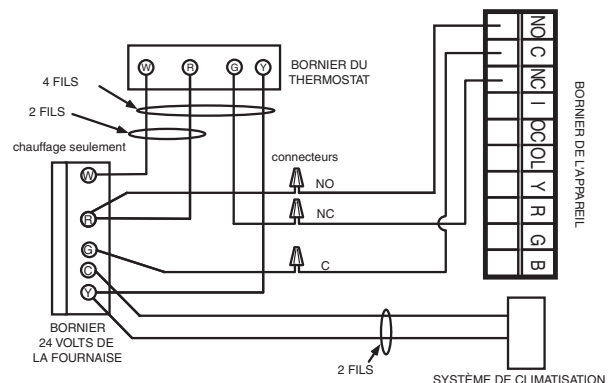 BORNIER DU
THERMOSTAT
W
R
G
Y
4 FILS
2 FILS
chauffage seulement
connecteurs
NO
NC
C
W
R
G
C
Y
BORNIER
24 VOLTS DE
LA FOURNAISE
2 FILS
NO
C
NC
I
OC
OL
Y
R
G
B
BORNIER DE L'APPAREIL
SYSTÈME DE CLIMATISATION